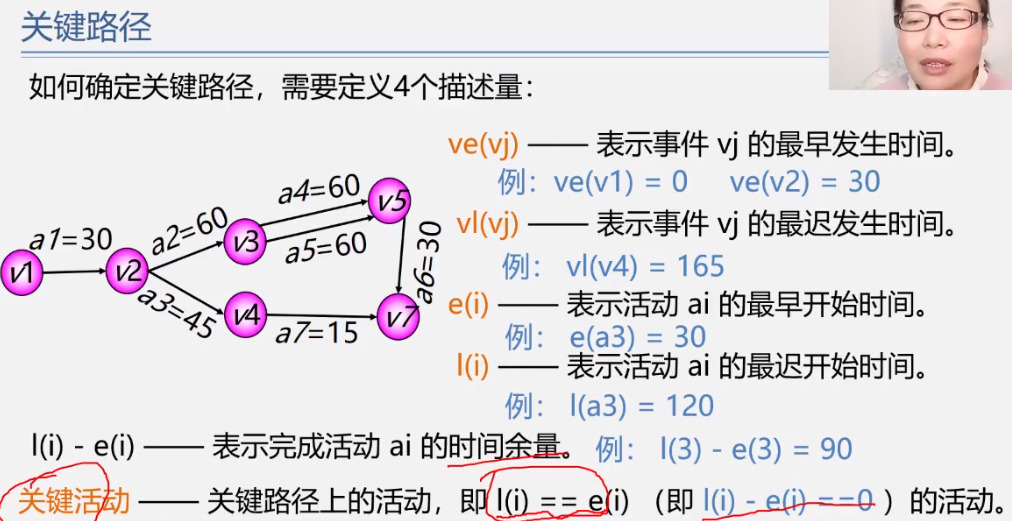 关键路径
如何确定关键路径，需要定义4个描述量：
ve(vj) —— 表示事件 vj 的最早发生时间。
例：ve(v1) = 0 ve(v2) = 30
vl(vj) —— 表示事件 vj 的最迟发生时间。
例： vl(v4) = 165
e(i) —— 表示活动 ai 的最早开始时间。
例： e(a3) = 30
l(i) —— 表示活动 ai 的最迟开始时间。
例： l(a3) = 120
a4=60
v5
a1=30
a2=60
v3
a5=60
v1
v2
a6=30
a3=45
v4
a7=15
v7
l(i) - e(i) —— 表示完成活动 ai 的时间余量。 例： l(3) - e(3) = 90
关键活动 —— 关键路径上的活动，即 l(i) == e(i) （即 l(i) - e(i) ==0 ）的活动。